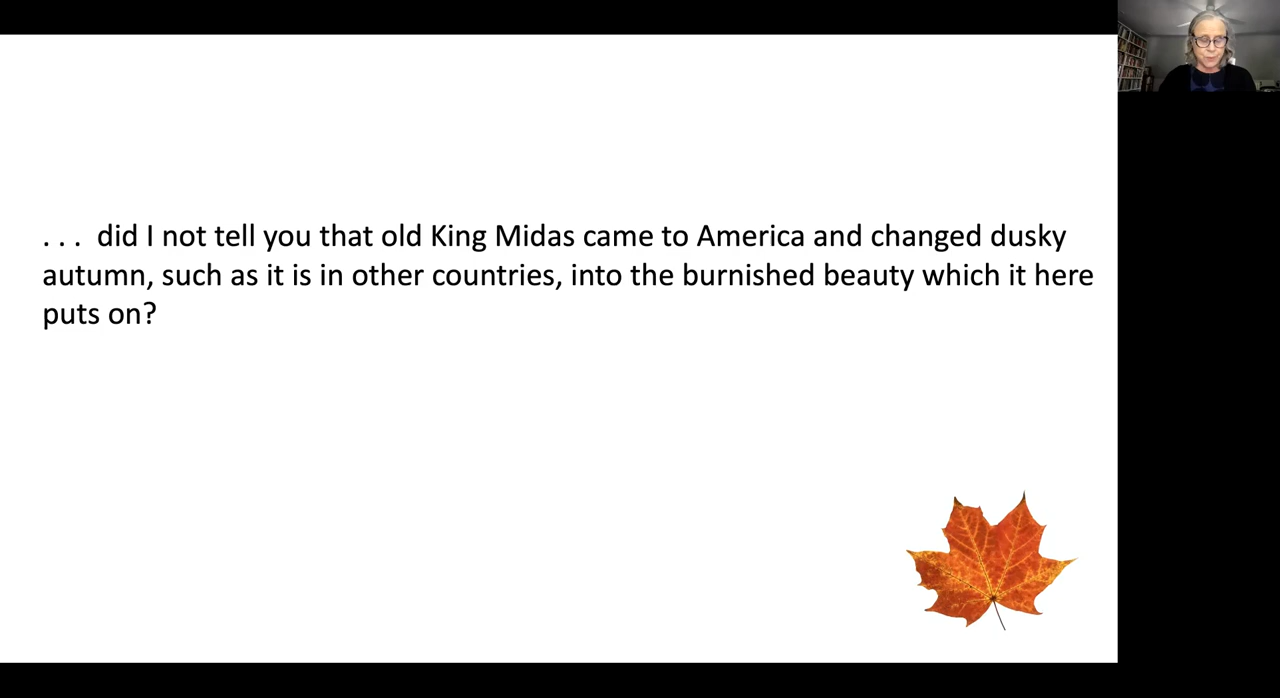 . . .  did I not tell you that old King Midas came to America and changed dusky
autumn, such as it is in other countries, into the burnished beauty which it here
puts on?